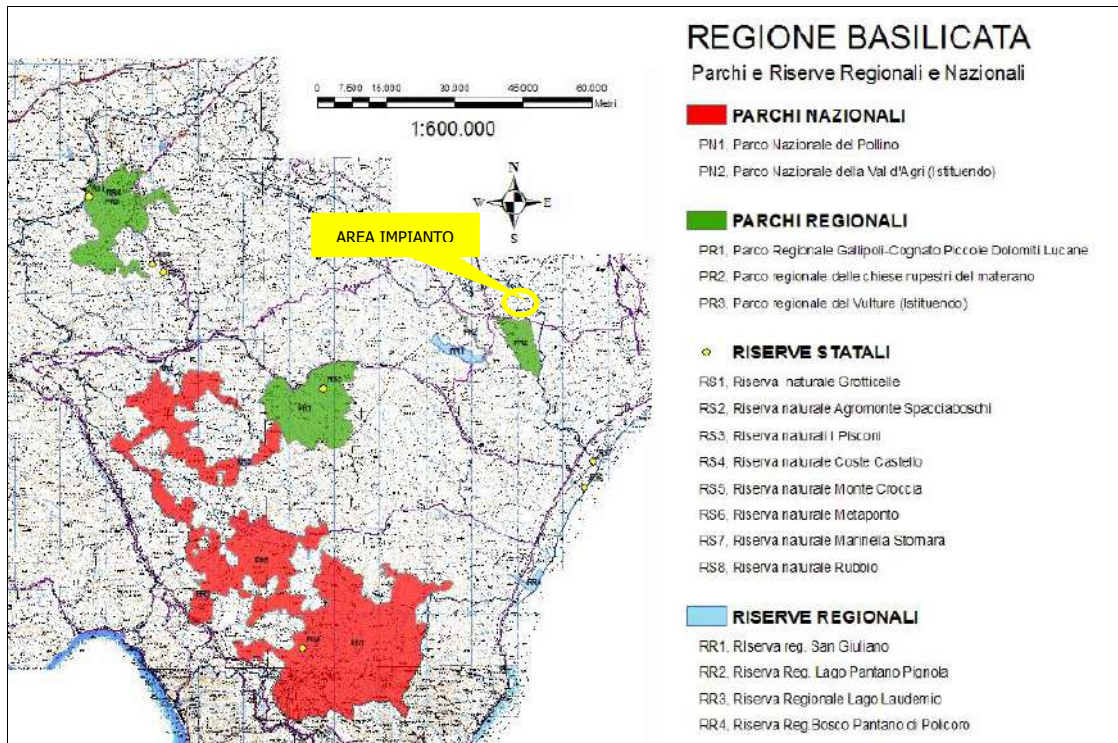 REGIONE BASILICATA
Parchi e Riserve Regionali e Nazionali
0 7.500 15.000 30.000 45.000 60.000
Metri
1:600.000
N
W E
S
AREA IMPIANTO
PARCHI NAZIONALI
PN1, Parco Nazionale del Pollino
PN2, Parco Nazionale della Val d'Agri (Istituendo)
PARCHI REGIONALI
PR1, Parco Regionale Gallipoli-Cognato Piccole Dolomiti Lucane
PR2, Parco regionale delle chiese rupestri del materano
PR3, Parco regionale del Vulture (Istituendo)
RISERVE STATALI
RS1, Riserva naturale Grotticelle
RS2, Riserva naturale Agromonte Spacciaboschi
RS3, Riserva naturali I Pisconi
RS4, Riserva naturale Coste Castello
RS5, Riserva naturale Monte Croccia
RS6, Riserva naturale Metaponto
RS7, Riserva naturale Marinella Stornara
RS8, Riserva naturale Rubbio
RISERVE REGIONALI
RR1, Riserva reg. San Giuliano
RR2, Riserva Reg. Lago Pantano Pignola
RR3, Riserva Regionale Lago Laudemio
RR4, Riserva Reg.Bosco Pantano di Policoro